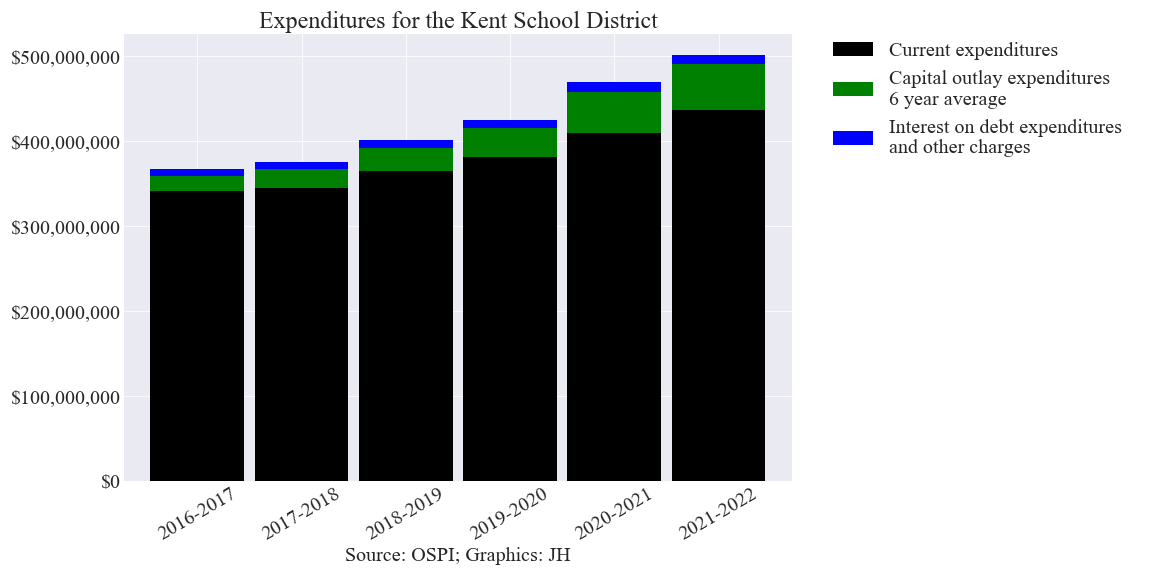 Expenditures for the Kent School District
$500,000,000
$400,000,000
$300,000,000
$200,000,000
$100,000,000
$0
2016-2017
2017-2018
2018-2019
2019-2020
2020-2021
2021-2022
Source: OSPI; Graphics: JH
Current expenditures
Capital outlay expenditures
6 year average
Interest on debt expenditures
and other charges